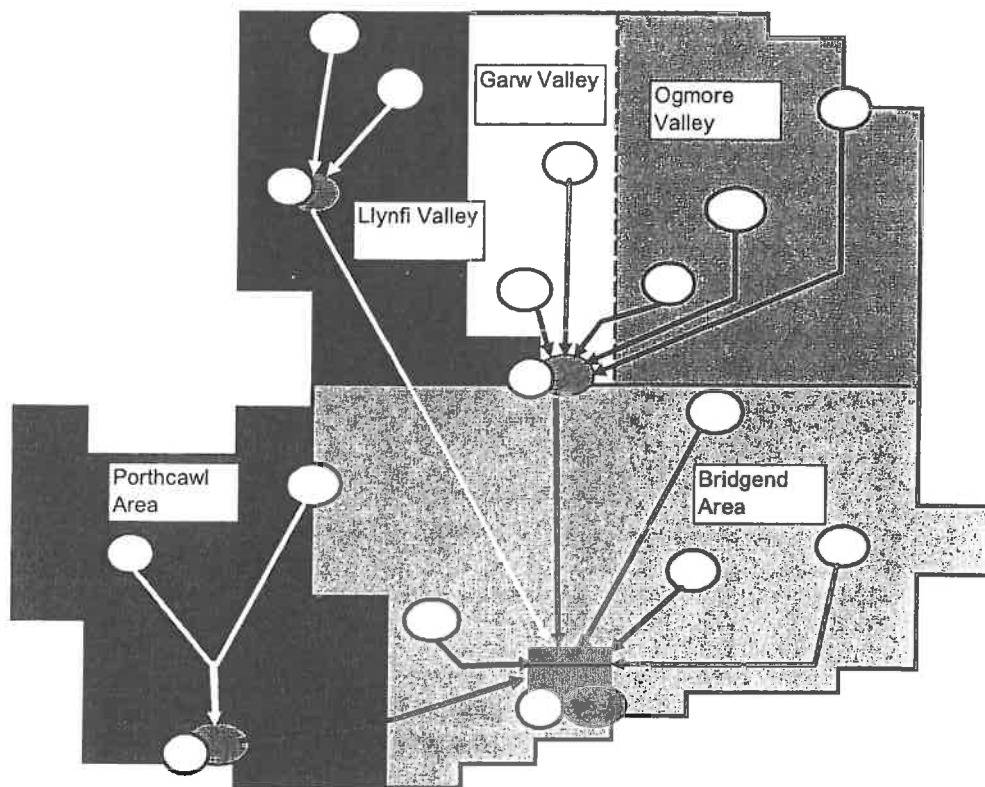 Garw Valley
Ogmore
Valley
Llynfi Valley
Porthcawl
Area
Bridgend
Area